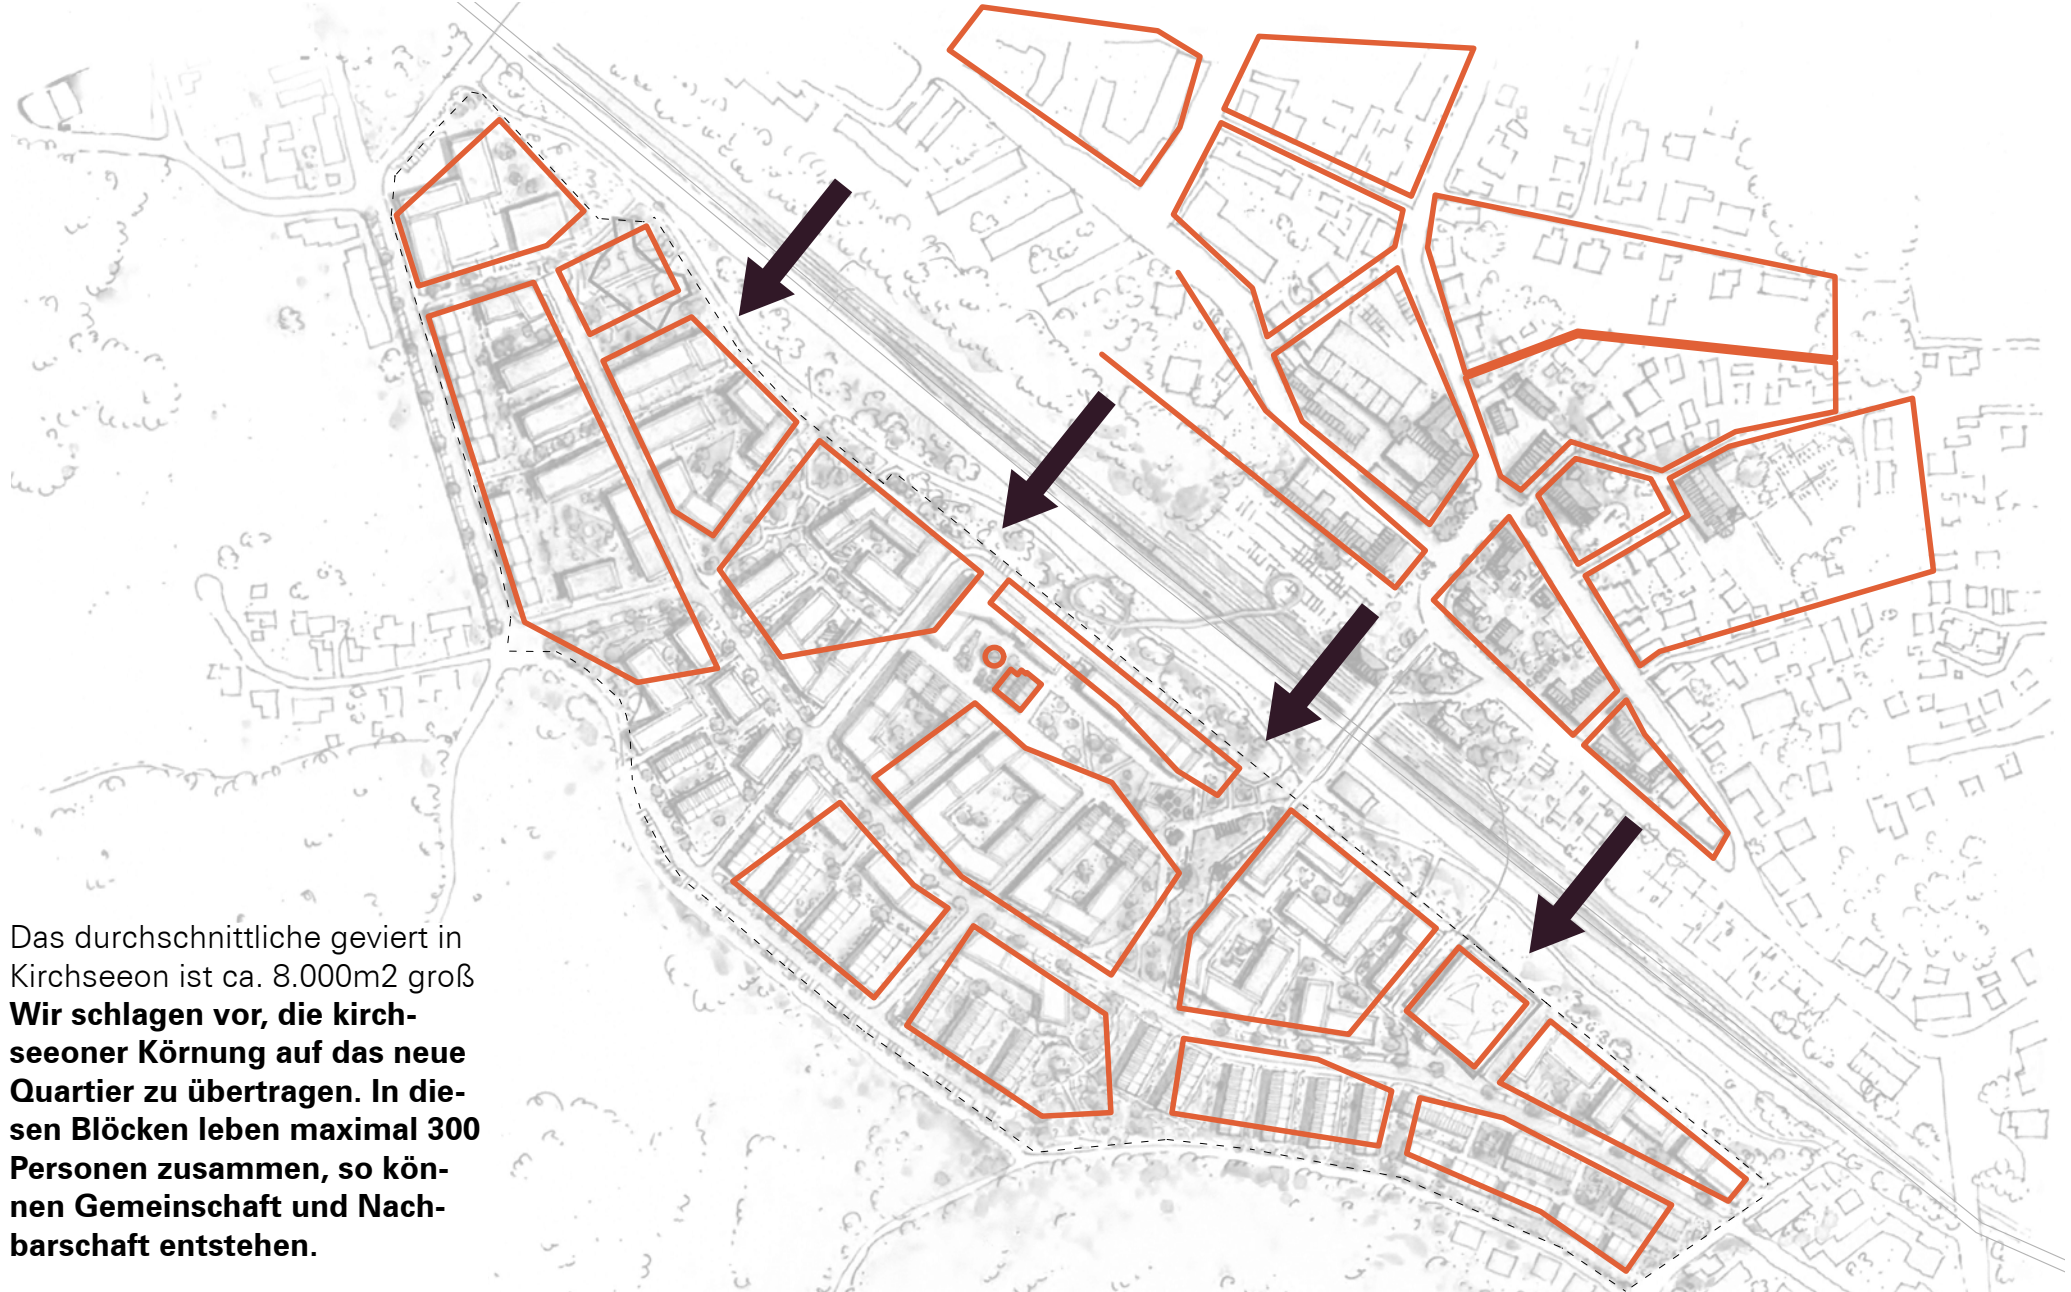 Das durchschnittliche geviert in
Kirchseeon ist ca. 8.000m2 groß
Wir schlagen vor, die kirch-
seeoner Körnung auf das neue
Quartier zu übertragen. In die-
sen Blöcken leben maximal 300
Personen zusammen, so kön-
nen Gemeinschaft und Nach-
barschaft entstehen.